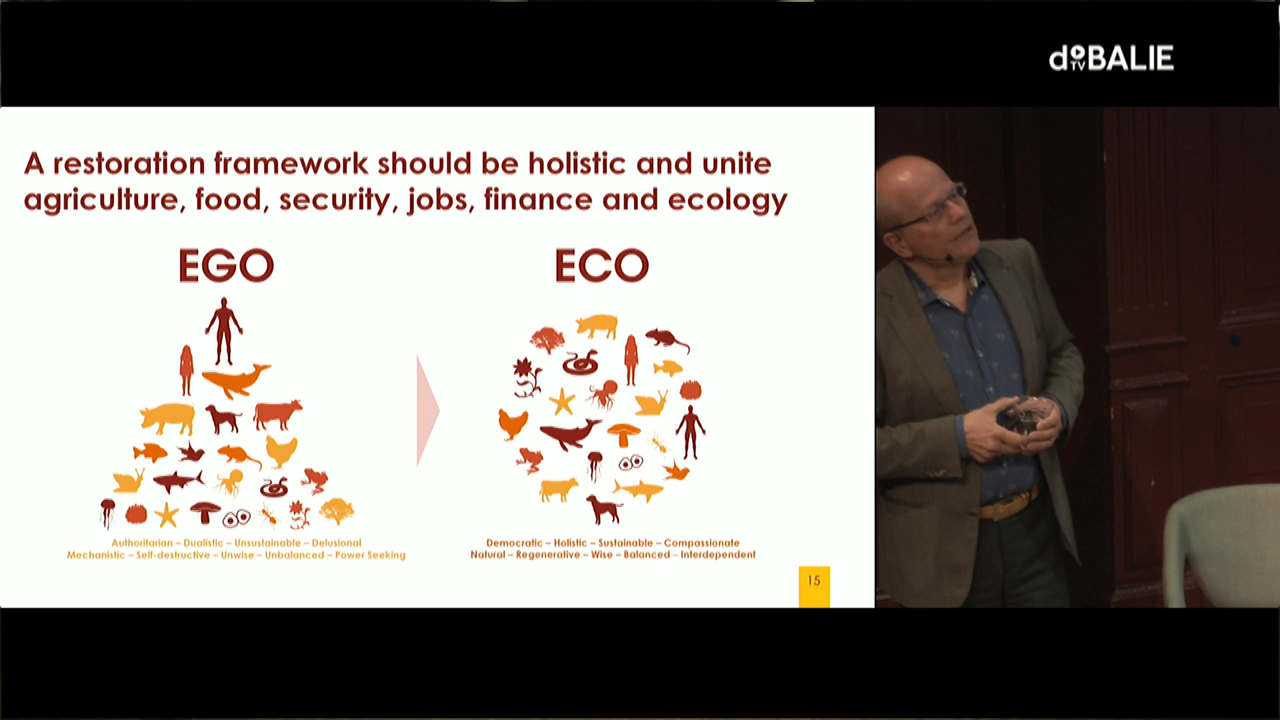 doBALIE
TV
A restoration framework should be holistic and unite
agriculture, food, security, jobs, finance and ecology
EGO
ECO
Authoritarian – Dualistic – Unsustainable – Delusional
Mechanistic – Self-destructive – Unwise – Unbalanced – Power Seeking
Democratic – Holistic – Sustainable – Compassionate
Natural – Regenerative – Wise – Balanced – Interdependent
15